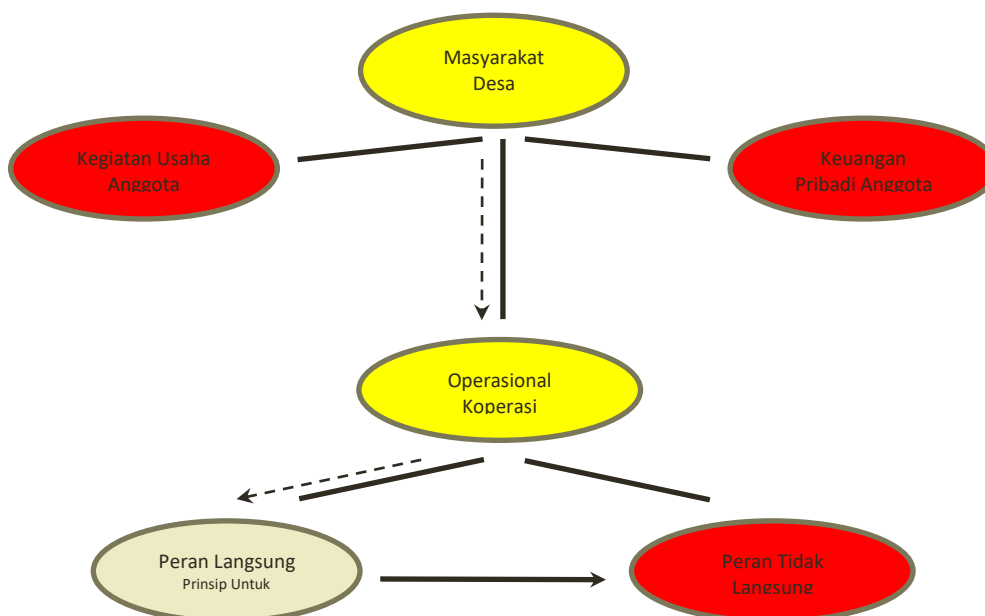 Masyarakat
Desa
Kegiatan Usaha
Anggota
Keuangan
Pribadi Anggota
Operasional
Koperasi
Peran Langsung
Prinsip Untuk
Peran Tidak
Langsung